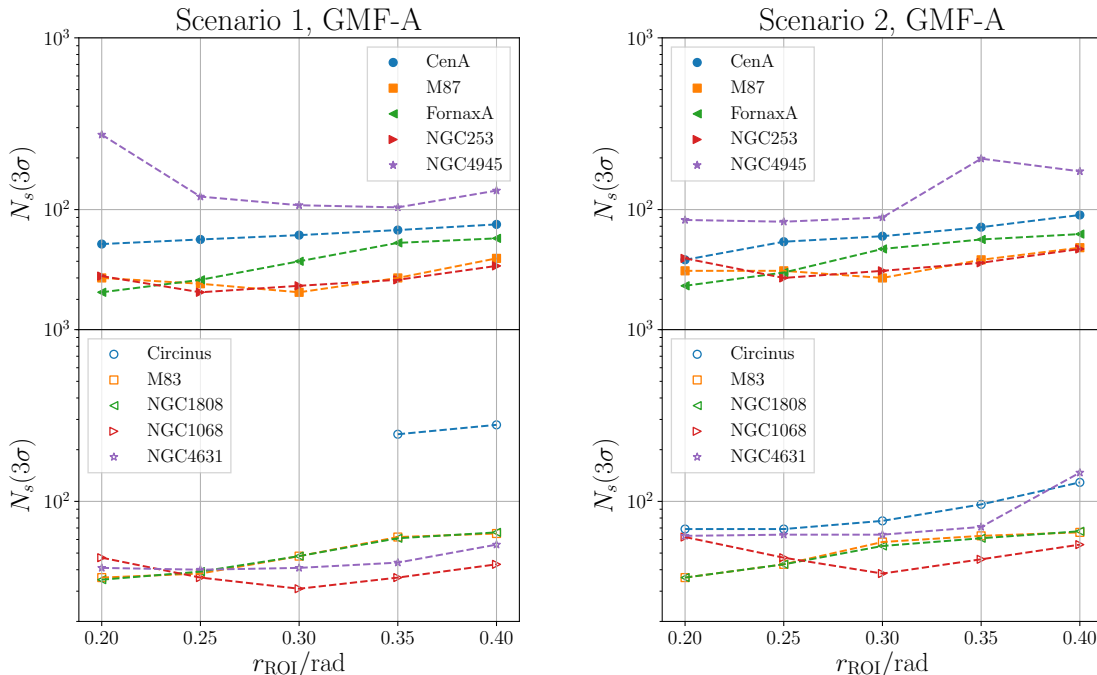 Scenario 1, GMF-A
10³
N_s(3σ)
10²
CenA
M87
FornaxA
NGC253
NGC4945
10³
N_s(3σ)
10²
Circinus
M83
NGC1808
NGC1068
NGC4631
0.20 0.25 0.30 0.35 0.40
r_ROI/rad
Scenario 2, GMF-A
10³
N_s(3σ)
10²
CenA
M87
FornaxA
NGC253
NGC4945
10³
N_s(3σ)
10²
Circinus
M83
NGC1808
NGC1068
NGC4631
0.20 0.25 0.30 0.35 0.40
r_ROI/rad